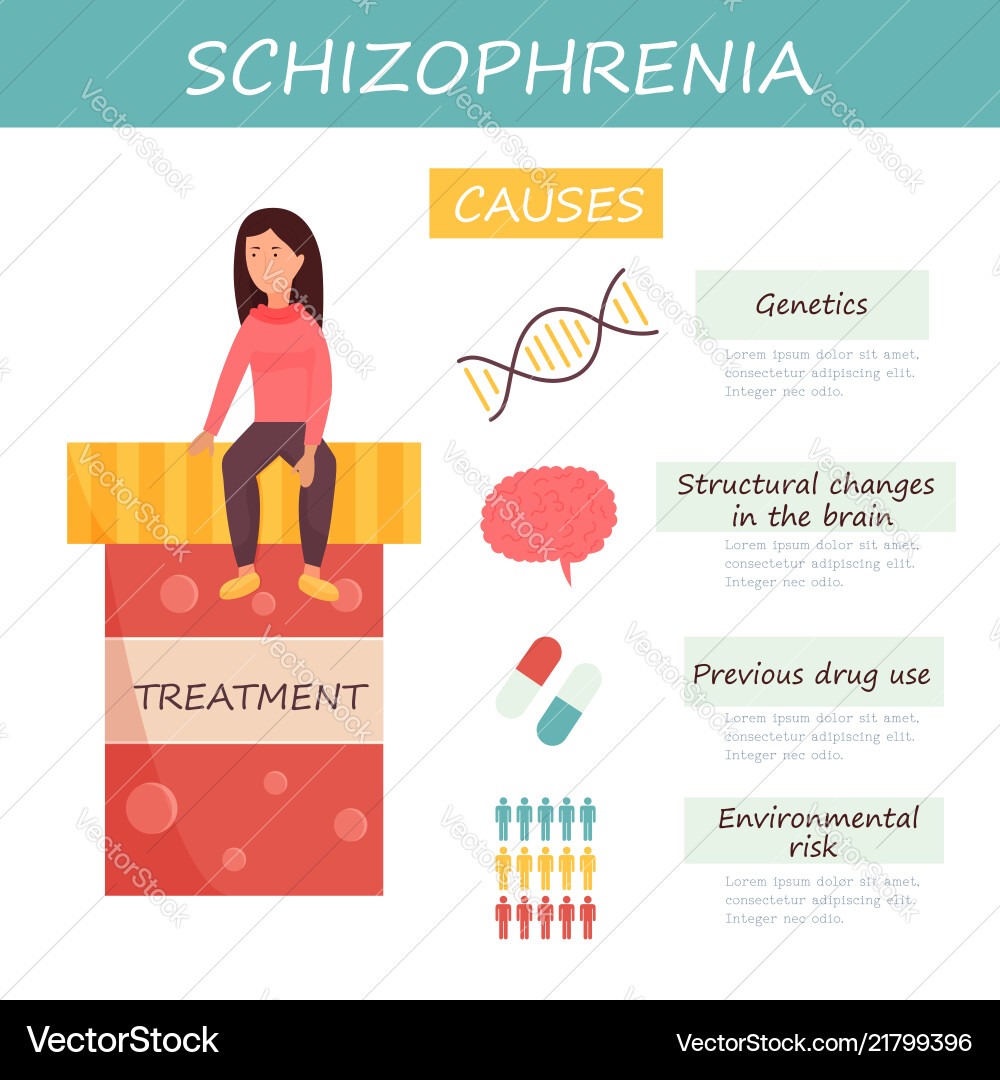 SCHIZOPHRENIA
CAUSES
Genetics
Lorem ipsum dolor sit amet,
consectetur adipiscing elit.
Integer nec odio.
Structural changes
in the brain
Lorem ipsum dolor sit amet,
consectetur adipiscing elit.
Integer nec odio.
TREATMENT
Previous drug use
Lorem ipsum dolor sit amet,
consectetur adipiscing elit.
Integer nec odio.
Environmental
risk
Lorem ipsum dolor sit amet,
consectetur adipiscing elit.
Integer nec odio.
VectorStock
VectorStock.com/21799396